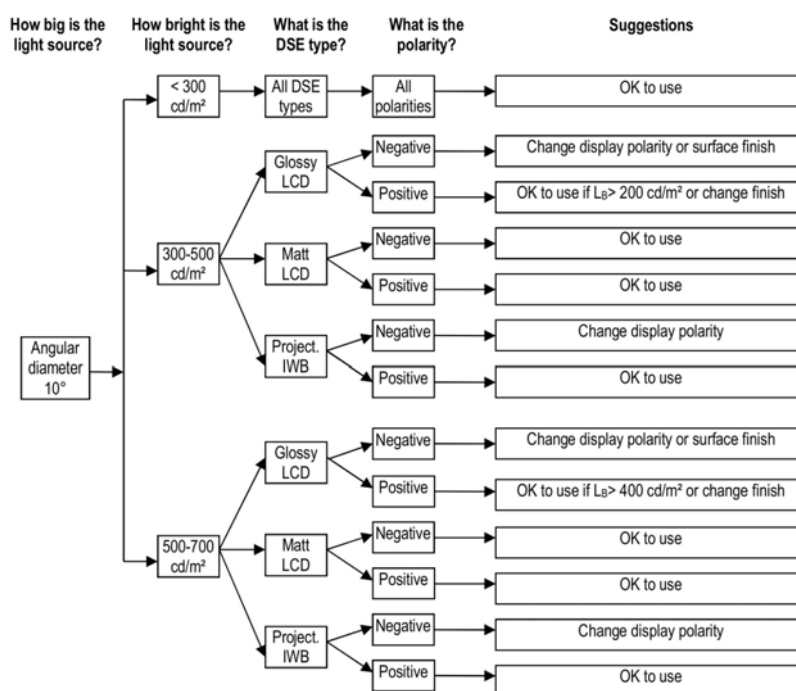 How big is the light source? How bright is the light source? What is the DSE type? What is the polarity? Suggestions
< 300 cd/m² All DSE types All polarities OK to use
Glossy LCD Negative Change display polarity or surface finish
Positive OK to use if LB> 200 cd/m² or change finish
300-500 cd/m² Matt LCD Negative OK to use
Positive OK to use
Project. IWB Negative Change display polarity
Positive OK to use
Angular diameter 10°
Glossy LCD Negative Change display polarity or surface finish
Positive OK to use if LB> 400 cd/m² or change finish
500-700 cd/m² Matt LCD Negative OK to use
Positive OK to use
Project. IWB Negative Change display polarity
Positive OK to use